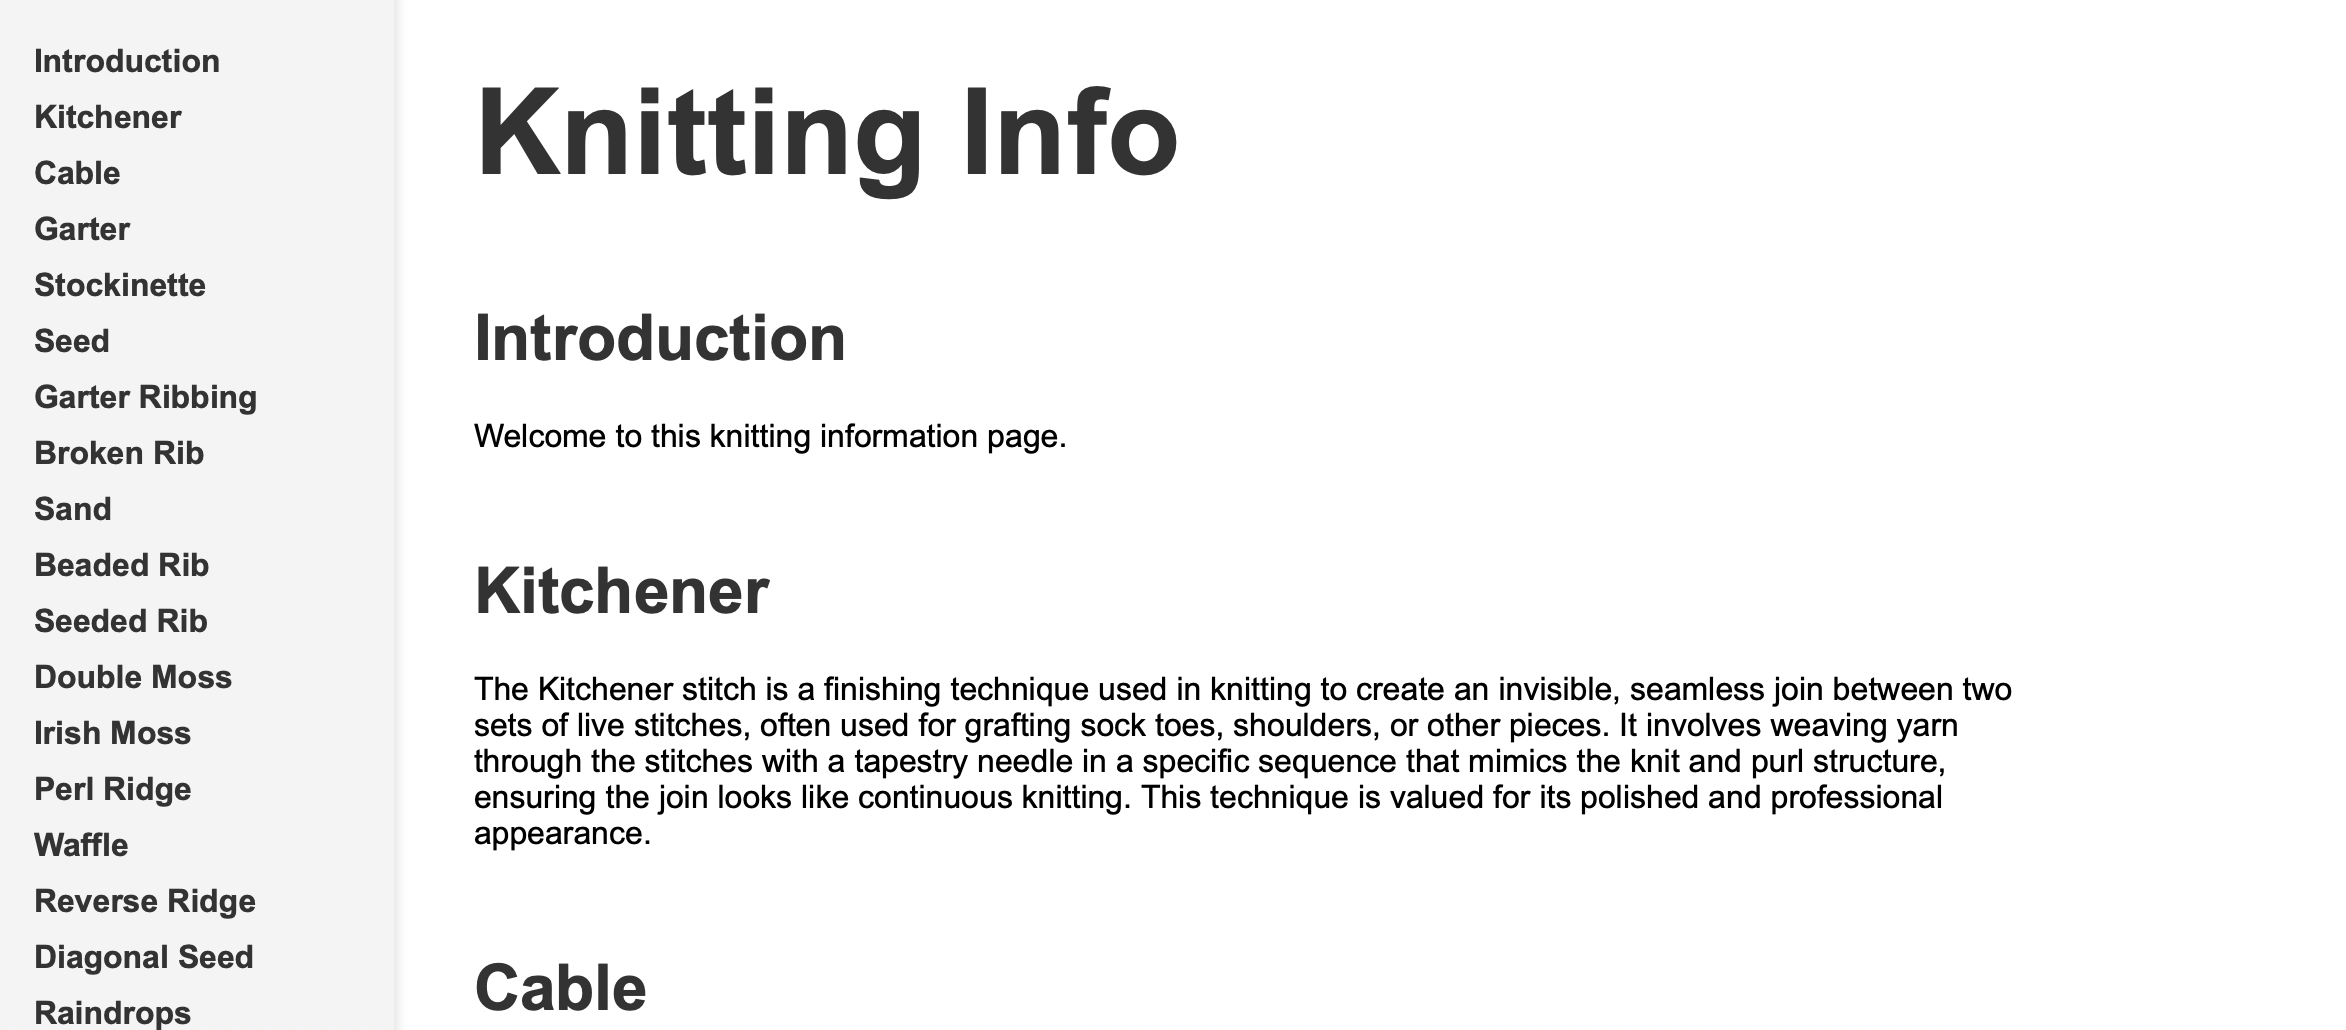 Introduction
Kitchener
Cable
Garter
Stockinette
Seed
Garter Ribbing
Broken Rib
Sand
Beaded Rib
Seeded Rib
Double Moss
Irish Moss
Perl Ridge
Waffle
Reverse Ridge
Diagonal Seed
Raindrops
Knitting Info
Introduction
Welcome to this knitting information page.
Kitchener
The Kitchener stitch is a finishing technique used in knitting to create an invisible, seamless join between two
sets of live stitches, often used for grafting sock toes, shoulders, or other pieces. It involves weaving yarn
through the stitches with a tapestry needle in a specific sequence that mimics the knit and purl structure,
ensuring the join looks like continuous knitting. This technique is valued for its polished and professional
appearance.
Cable